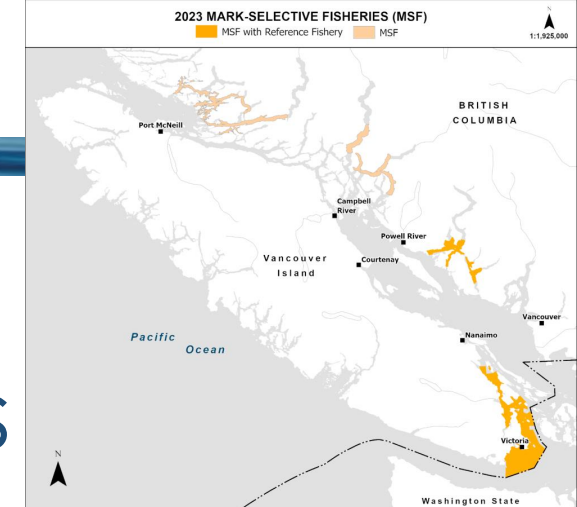 2023 MARK-SELECTIVE FISHERIES (MSF)
MSF with Reference Fishery
MSF
N
1:1,925,000
BRITISH
COLUMBIA
Port McNeill
Campbell
River
Powell River
Vancouver
Island
Courtenay
Vancouver
Nanaimo
Pacific
Ocean
S
Victoria
N
Washington State